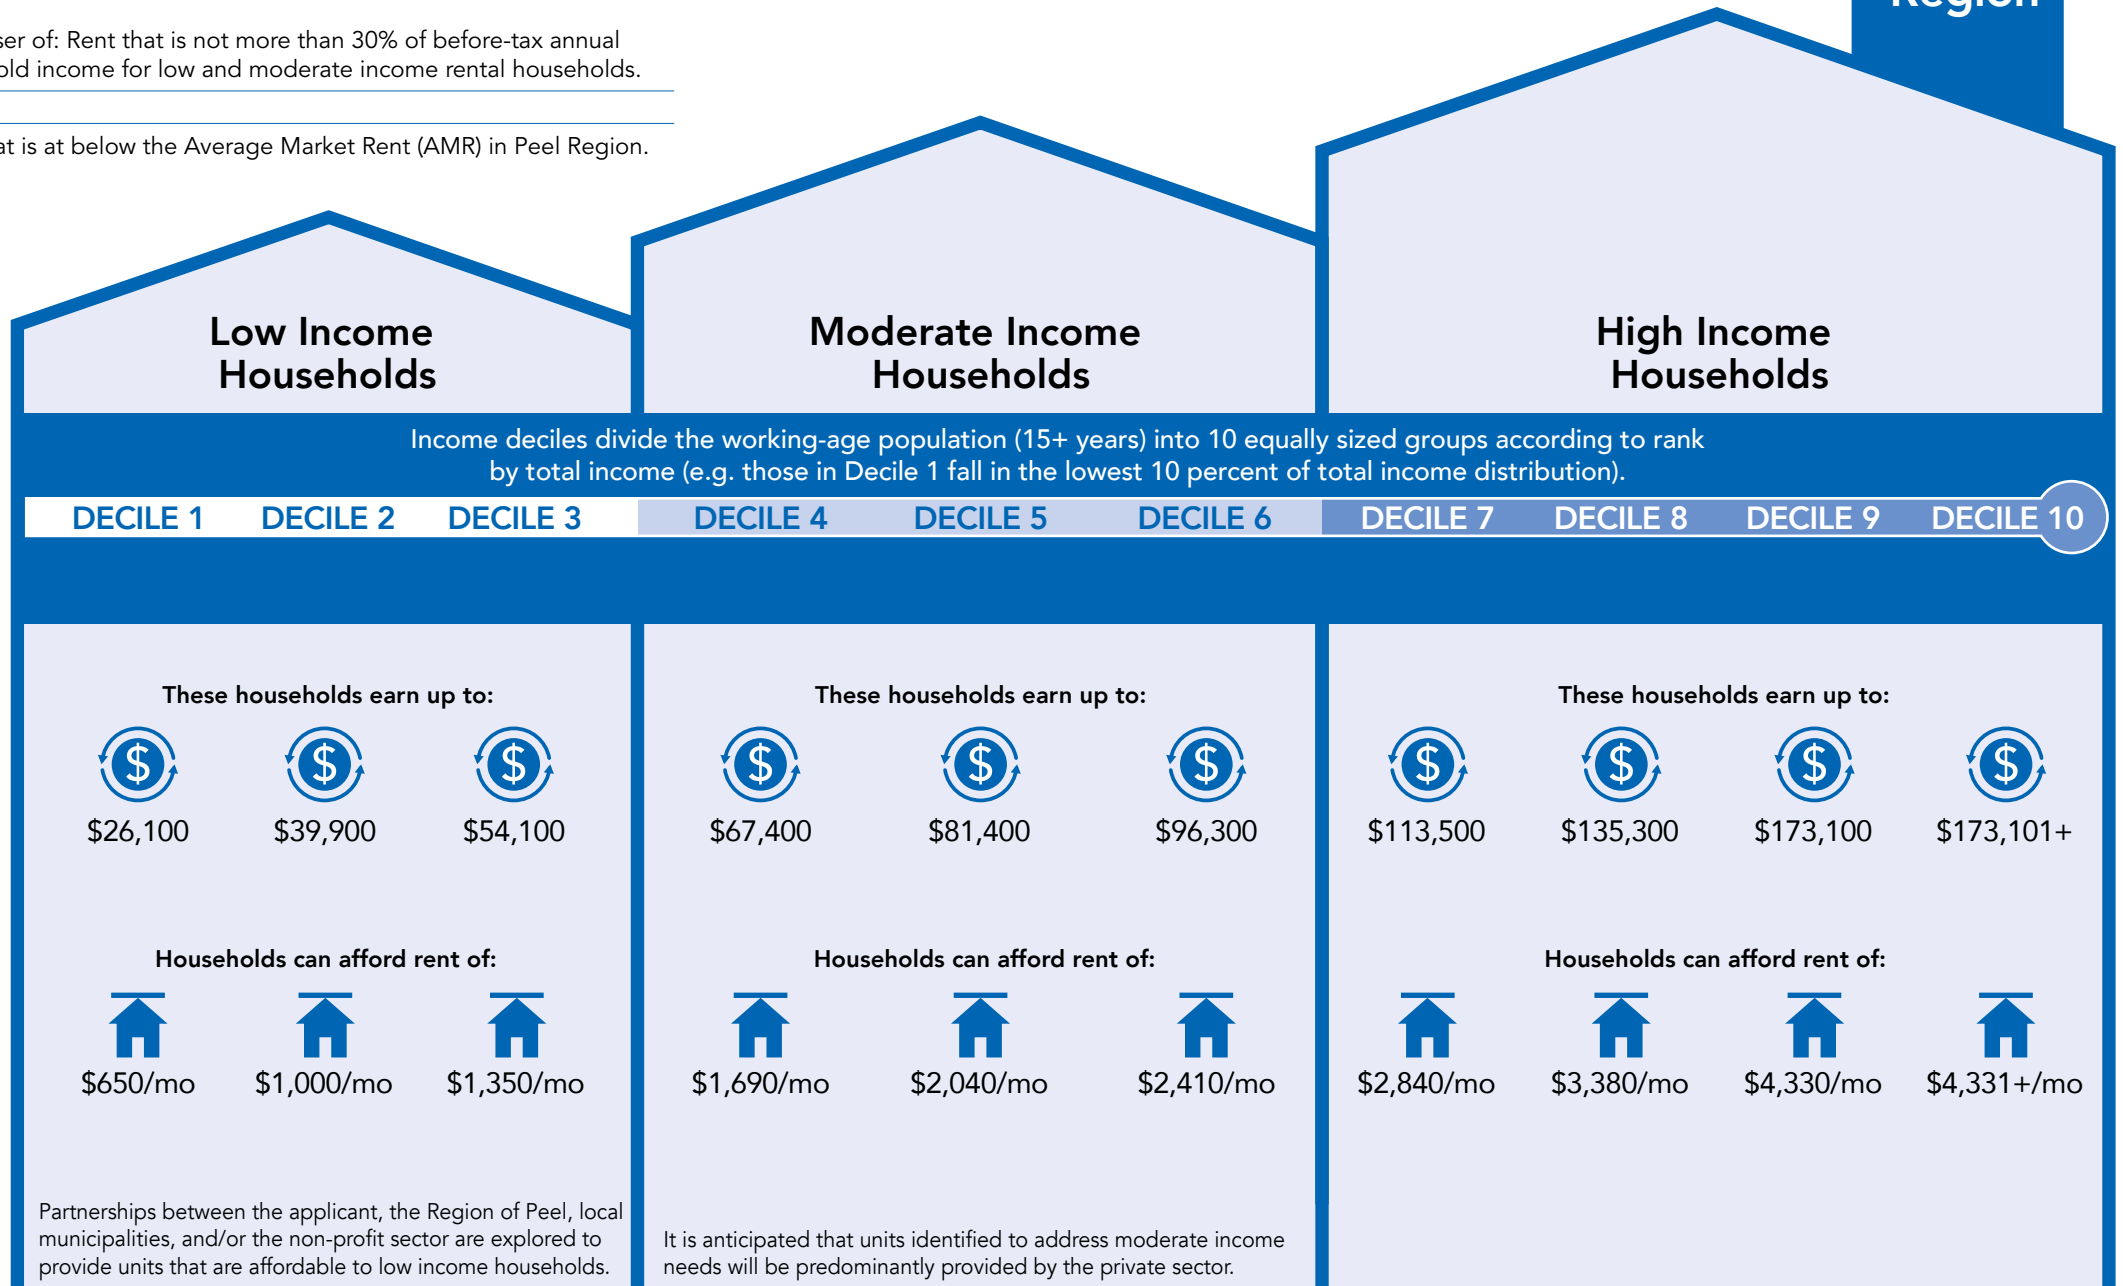 Region
of: Rent that is not more than 30% of before-tax annual
income for low and moderate income rental households.
is at below the Average Market Rent (AMR) in Peel Region.
Low Income
Households
Moderate Income
Households
High Income
Households
Income deciles divide the working-age population (15+ years) into 10 equally sized groups according to rank
by total income (e.g. those in Decile 1 fall in the lowest 10 percent of total income distribution).
DECILE 1 DECILE 2 DECILE 3 DECILE 4 DECILE 5 DECILE 6 DECILE 7 DECILE 8 DECILE 9 DECILE 10
These households earn up to:
$ $ $
$26,100 $39,900 $54,100
Households can afford rent of:
$650/mo $1,000/mo $1,350/mo
Partnerships between the applicant, the Region of Peel, local
municipalities, and/or the non-profit sector are explored to
provide units that are affordable to low income households.
These households earn up to:
$ $ $
$67,400 $81,400 $96,300
Households can afford rent of:
$1,690/mo $2,040/mo $2,410/mo
It is anticipated that units identified to address moderate income
needs will be predominantly provided by the private sector.
These households earn up to:
$ $ $ $
$113,500 $135,300 $173,100 $173,101+
Households can afford rent of:
$2,840/mo $3,380/mo $4,330/mo $4,331+/mo